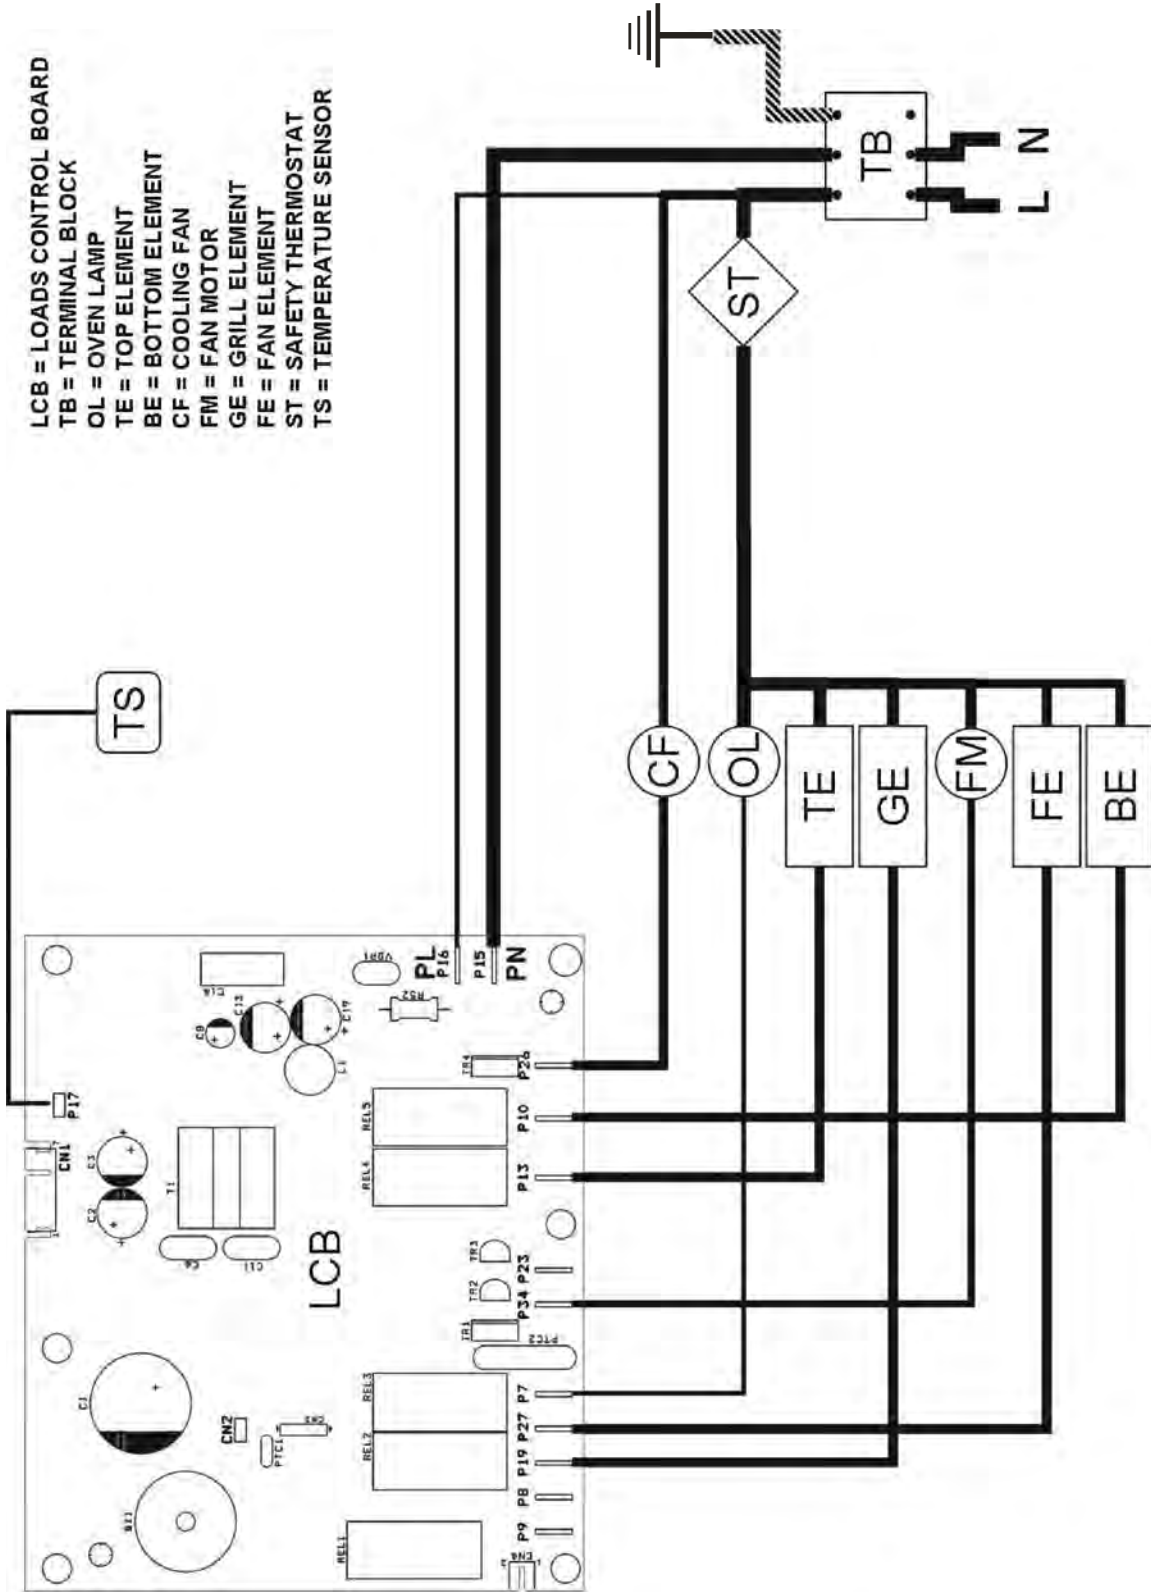 LCB = LOADS CONTROL BOARD
TB = TERMINAL BLOCK
OL = OVEN LAMP
TE = TOP ELEMENT
BE = BOTTOM ELEMENT
CF = COOLING FAN
FM = FAN MOTOR
GE = GRILL ELEMENT
FE = FAN ELEMENT
ST = SAFETY THERMOSTAT
TS = TEMPERATURE SENSOR
TS
TB
L
N
ST
CF
OL
TE
GE
FM
FE
BE
LCB
P17
CN1
C3
C2
T1
C6
C11
C1
CN2
PTC1
C8
C13
C17
L1
VDR1
R52
PL
P16
P15
PN
TR4
P26
REL5
P10
REL4
P13
TR3
P23
TR2
P34
TR1
PTC2
REL3
P7
REL2
P27
P19
P8
P9
REL1